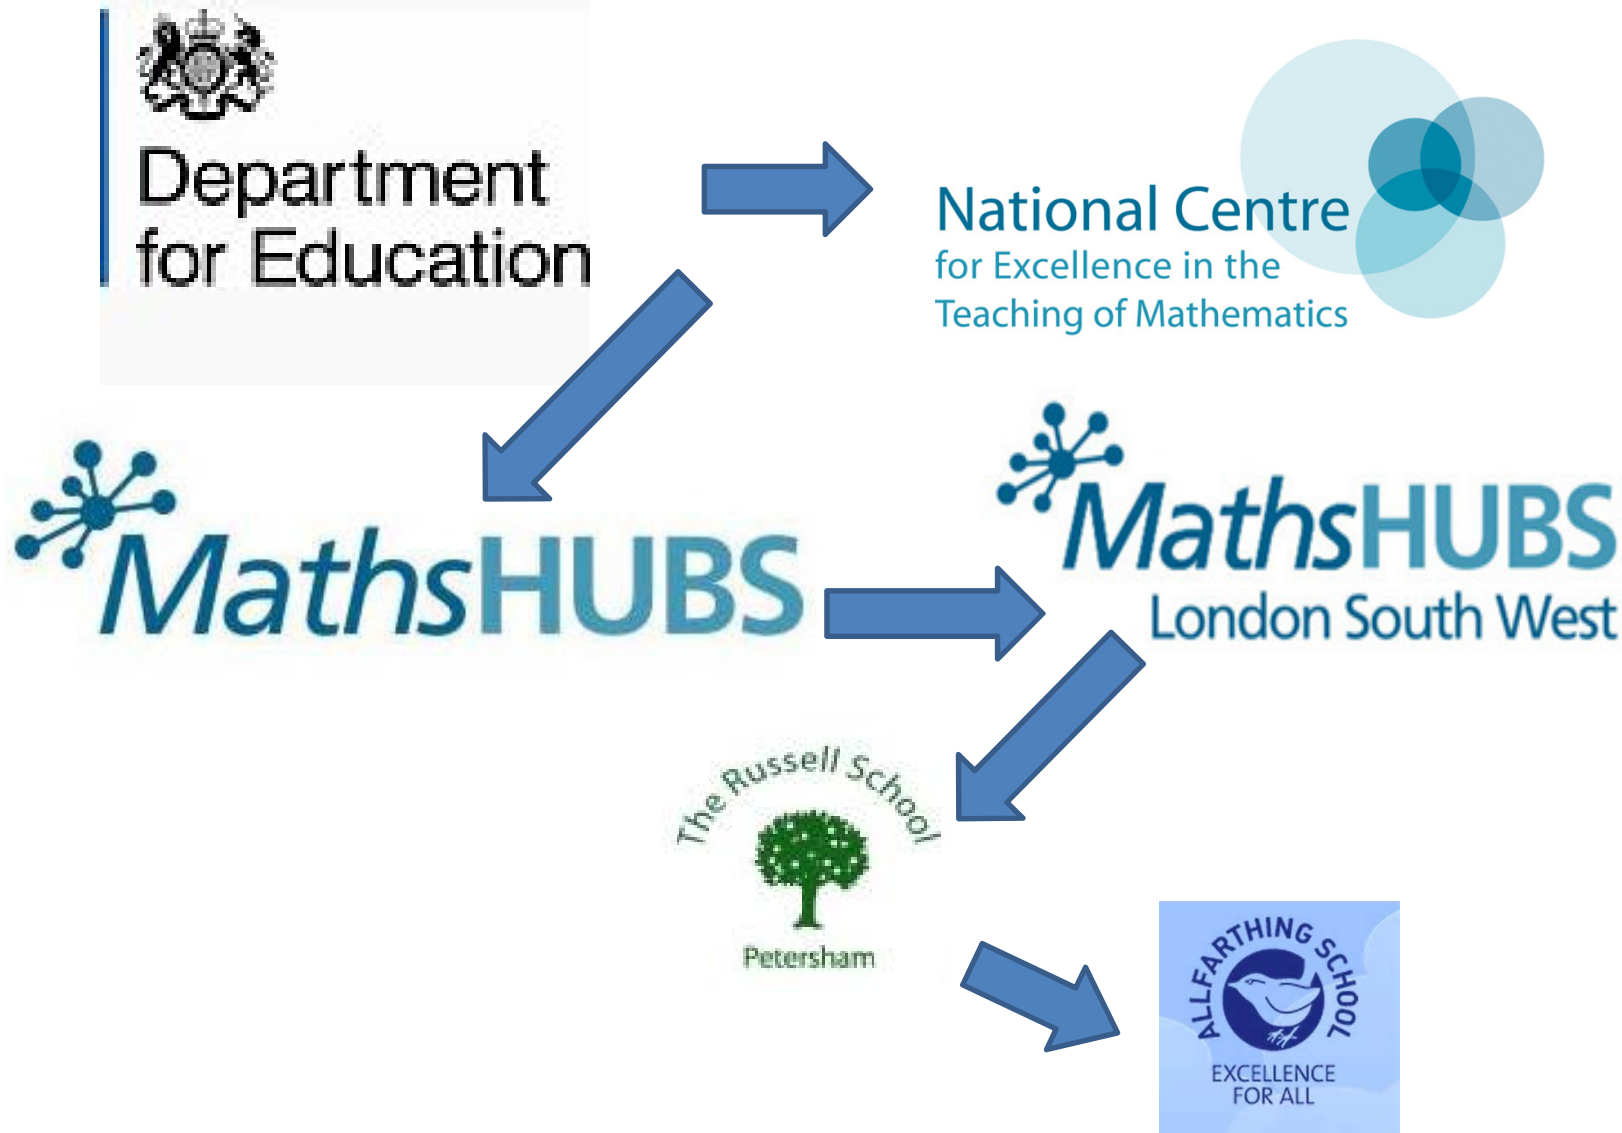 Department
for Education
National Centre
for Excellence in the
Teaching of Mathematics
MathsHUBS
MathsHUBS
London South West
The Russell School
Petersham
ALLFARTHING SCHOOL
EXCELLENCE
FOR ALL